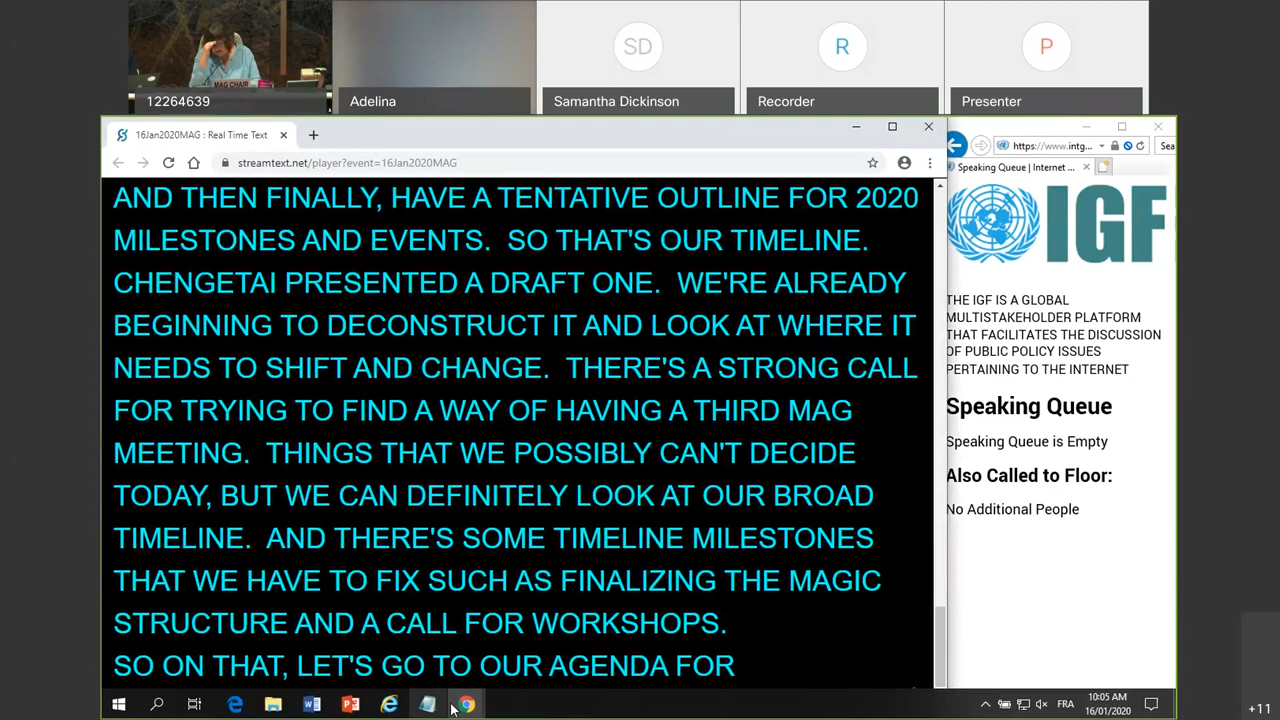 SD
R
P
MAG CHAIR
12264639
Adelina
Samantha Dickinson
Recorder
Presenter
16Jan2020MAG : Real Time Text
streamtext.net/player?event=16Jan2020MAG
AND THEN FINALLY, HAVE A TENTATIVE OUTLINE FOR 2020
MILESTONES AND EVENTS.  SO THAT'S OUR TIMELINE.
CHENGETAI PRESENTED A DRAFT ONE.  WE'RE ALREADY
BEGINNING TO DECONSTRUCT IT AND LOOK AT WHERE IT
NEEDS TO SHIFT AND CHANGE.  THERE'S A STRONG CALL
FOR TRYING TO FIND A WAY OF HAVING A THIRD MAG
MEETING.  THINGS THAT WE POSSIBLY CAN'T DECIDE
TODAY, BUT WE CAN DEFINITELY LOOK AT OUR BROAD
TIMELINE.  AND THERE'S SOME TIMELINE MILESTONES
THAT WE HAVE TO FIX SUCH AS FINALIZING THE MAGIC
STRUCTURE AND A CALL FOR WORKSHOPS.
SO ON THAT, LET'S GO TO OUR AGENDA FOR
https://www.intg...
Sea
Speaking Queue | Internet ...
IGF
THE IGF IS A GLOBAL
MULTISTAKEHOLDER PLATFORM
THAT FACILITATES THE DISCUSSION
OF PUBLIC POLICY ISSUES
PERTAINING TO THE INTERNET
Speaking Queue
Speaking Queue is Empty
Also Called to Floor:
No Additional People
FRA
10:05 AM
16/01/2020
+11